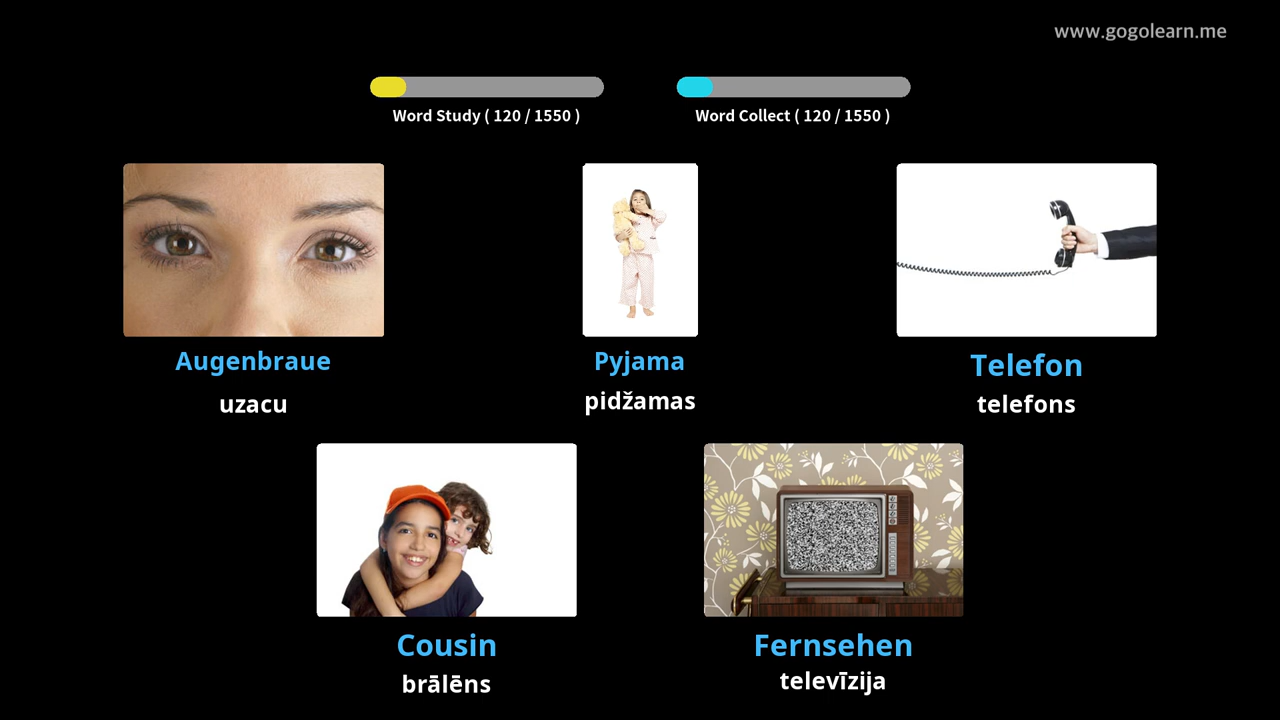 www.gogolearn.me
Word Study ( 120 / 1550 )
Word Collect ( 120 / 1550 )
Augenbraue
uzacu
Pyjama
pidžamas
Telefon
telefons
Cousin
brālēns
Fernsehen
televīzija